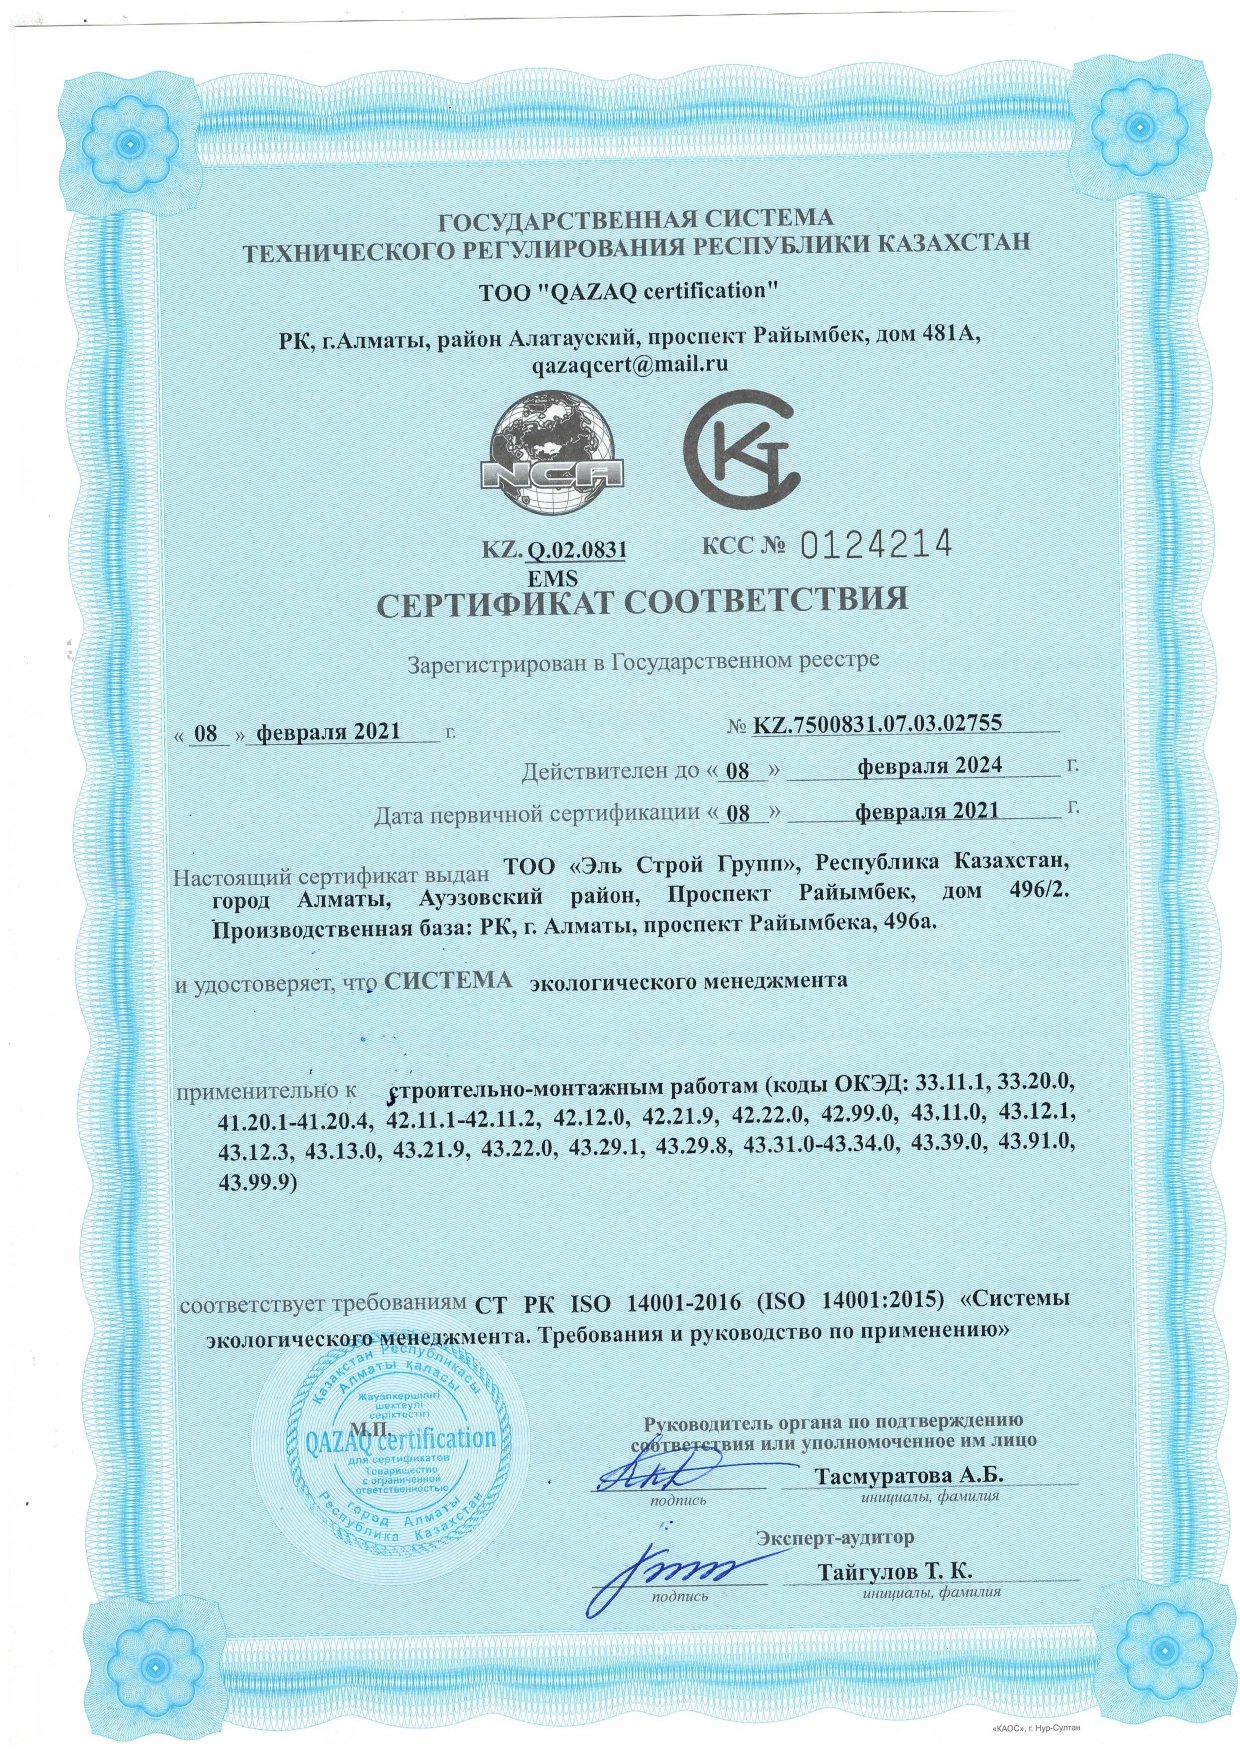 ГОСУДАРСТВЕННАЯ СИСТЕМА
ТЕХНИЧЕСКОГО РЕГУЛИРОВАНИЯ РЕСПУБЛИКИ КАЗАХСТАН
ТОО "QAZAQ certification"
РК, г.Алматы, район Алатауский, проспект Райымбек, дом 481А,
qazaqcert@mail.ru
NCA КСТ
KZ. Q.02.0831 КСС № 0124214
EMS
СЕРТИФИКАТ СООТВЕТСТВИЯ
Зарегистрирован в Государственном реестре
« 08 » февраля 2021 г. № KZ.7500831.07.03.02755
Действителен до « 08 » февраля 2024 г.
Дата первичной сертификации « 08 » февраля 2021 г.
Настоящий сертификат выдан ТОО «Эль Строй Групп», Республика Казахстан,
город Алматы, Ауэзовский район, Проспект Райымбек, дом 496/2.
Производственная база: РК, г. Алматы, проспект Райымбека, 496а.
и удостоверяет, что СИСТЕМА экологического менеджмента
применительно к строительно-монтажным работам (коды ОКЭД: 33.11.1, 33.20.0,
41.20.1-41.20.4, 42.11.1-42.11.2, 42.12.0, 42.21.9, 42.22.0, 42.99.0, 43.11.0, 43.12.1,
43.12.3, 43.13.0, 43.21.9, 43.22.0, 43.29.1, 43.29.8, 43.31.0-43.34.0, 43.39.0, 43.91.0,
43.99.9)
соответствует требованиям СТ РК ISO 14001-2016 (ISO 14001:2015) «Системы
экологического менеджмента. Требования и руководство по применению»
Қазақстан Республикасы
Алматы қаласы
Жауапкершілігі
шектеулі
серіктестігі
М.П.
QAZAQ certification
для сертификатов
Товарищество
с ограниченной
ответственностью
город Алматы
Республика Казахстан
Руководитель органа по подтверждению
соответствия или уполномоченное им лицо
Тасмуратова А.Б.
подпись инициалы, фамилия
Эксперт-аудитор
Тайгулов Т. К.
подпись инициалы, фамилия
«КАОС», г. Нур-Султан